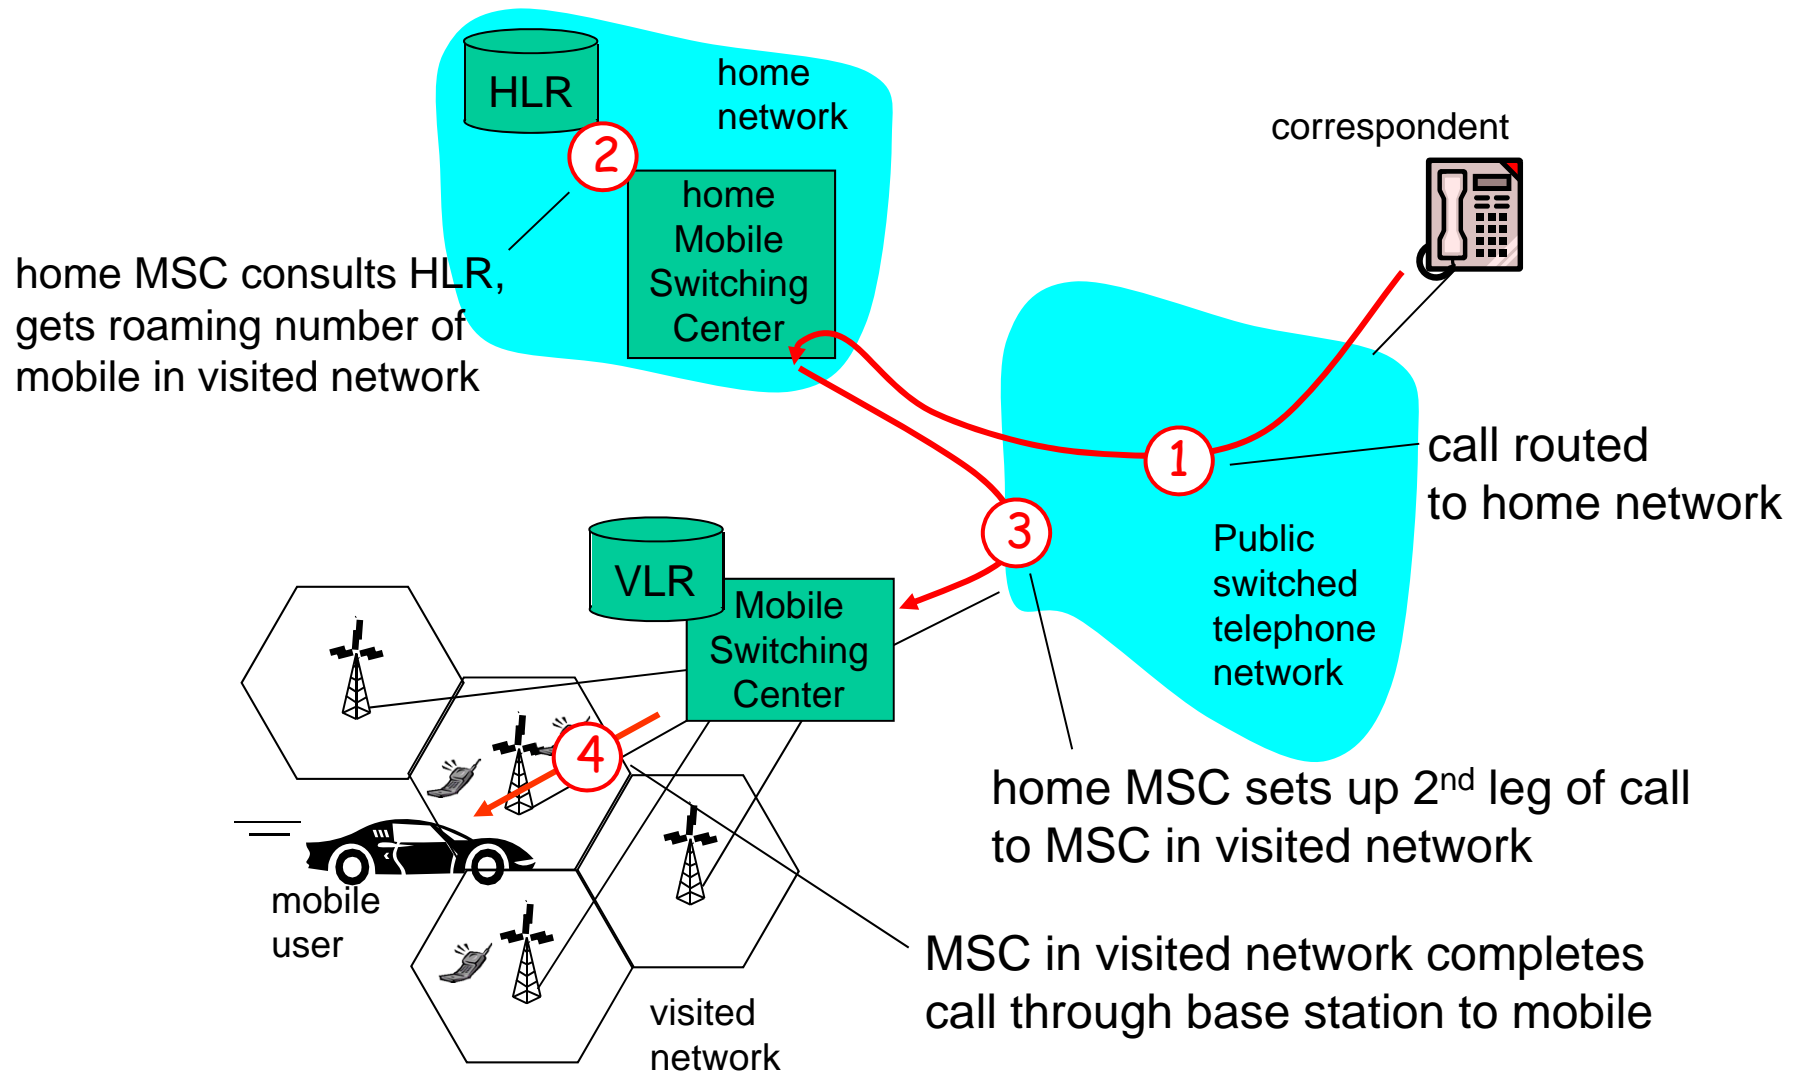 HLR
home
network
2
home
Mobile
Switching
Center
correspondent
home MSC consults HLR,
gets roaming number of
mobile in visited network
1
call routed
to home network
3
Public
switched
telephone
network
VLR
Mobile
Switching
Center
4
home MSC sets up 2nd leg of call
to MSC in visited network
mobile
user
MSC in visited network completes
call through base station to mobile
visited
network